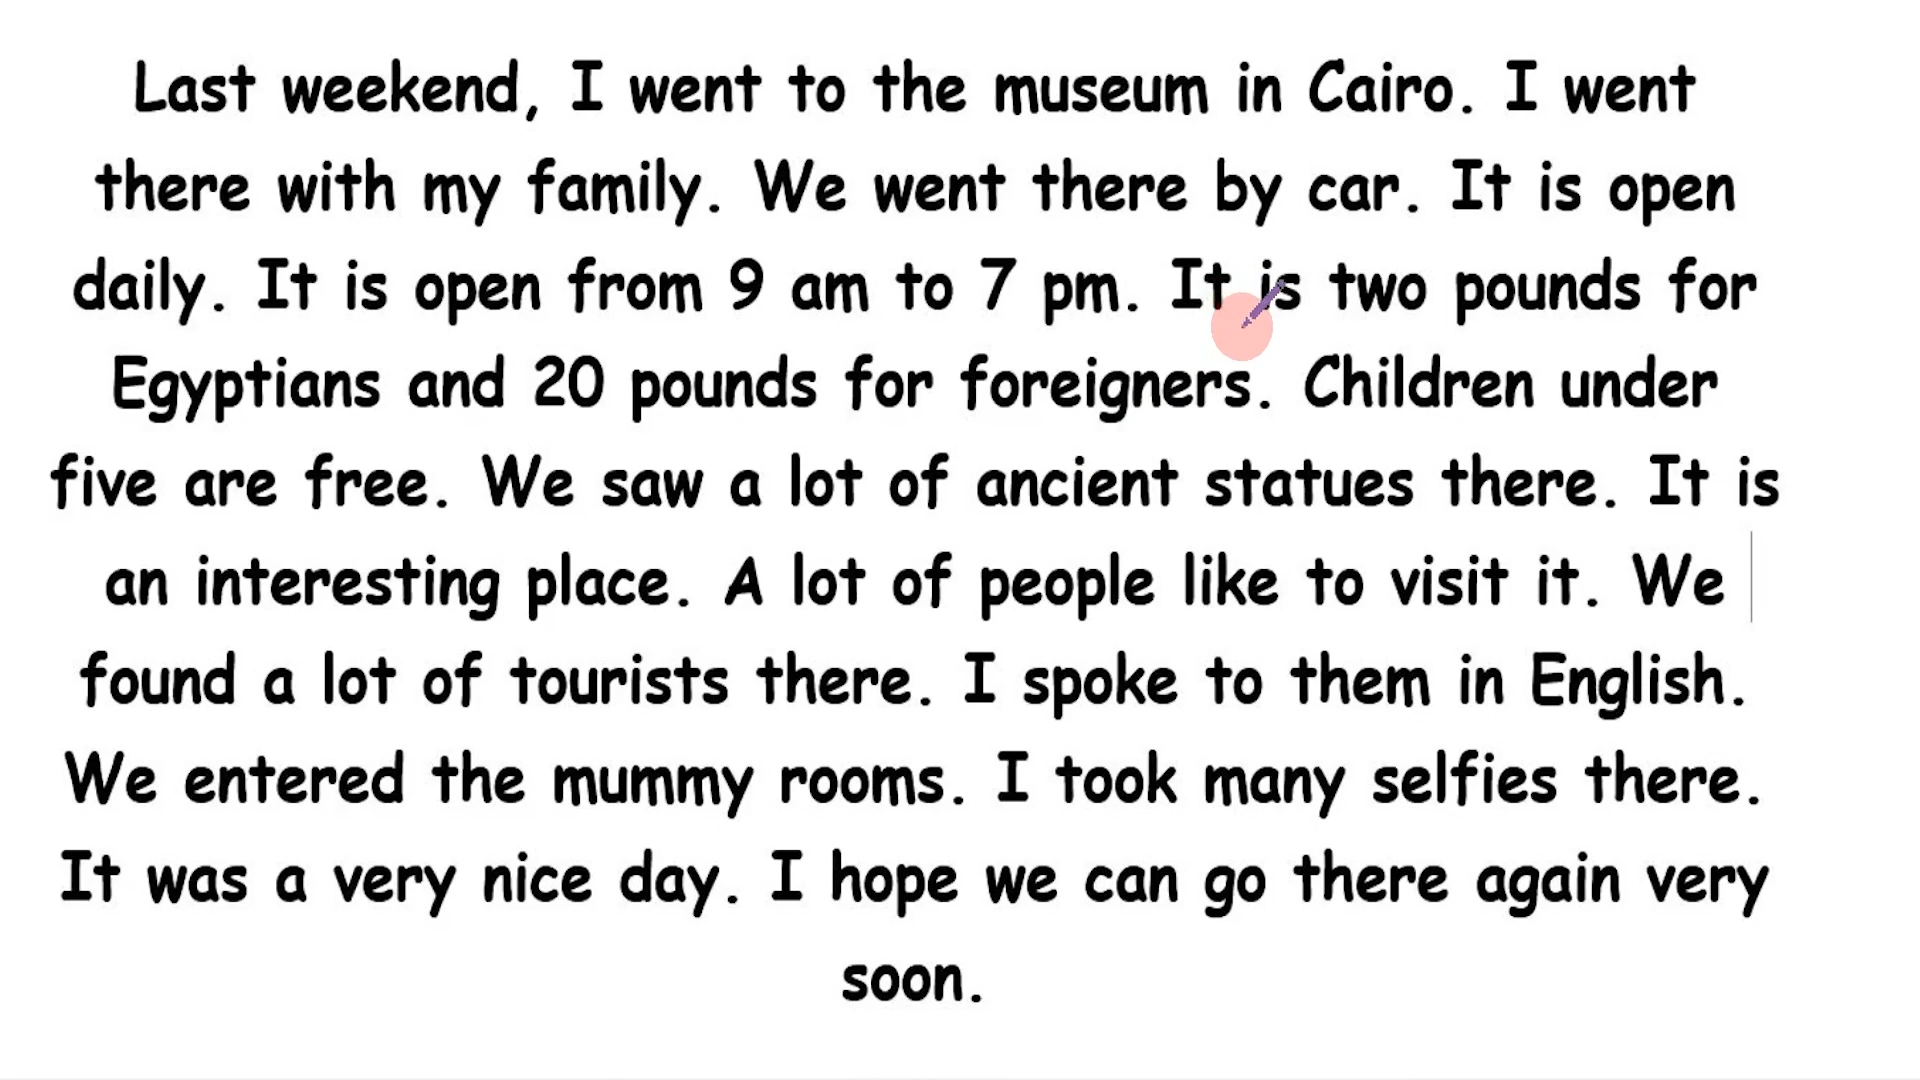 Last weekend, I went to the museum in Cairo. I went
there with my family. We went there by car. It is open
daily. It is open from 9 am to 7 pm. It is two pounds for
Egyptians and 20 pounds for foreigners. Children under
five are free. We saw a lot of ancient statues there. It is
an interesting place. A lot of people like to visit it. We
found a lot of tourists there. I spoke to them in English.
We entered the mummy rooms. I took many selfies there.
It was a very nice day. I hope we can go there again very
soon.